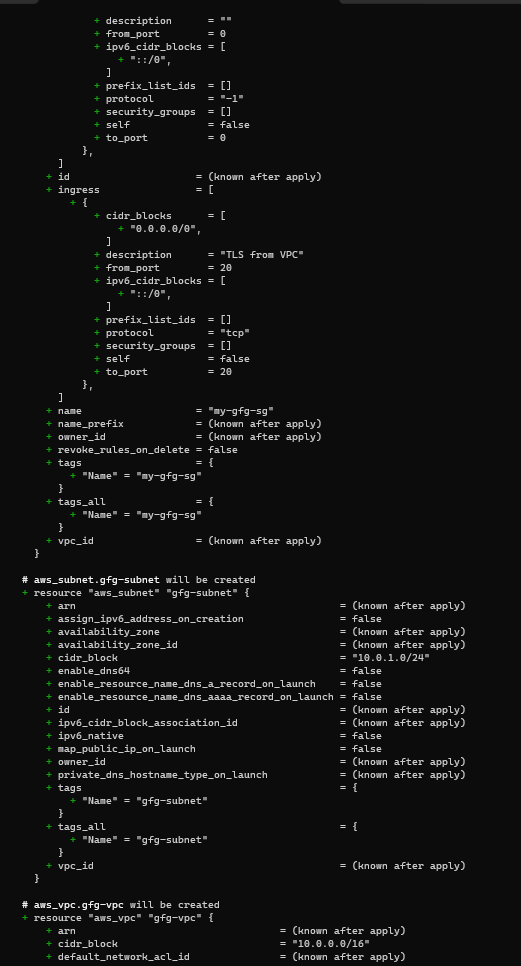 + description      = ""
            + from_port        = 0
            + ipv6_cidr_blocks = [
                + "::/0",
              ]
            + prefix_list_ids  = []
            + protocol         = "-1"
            + security_groups  = []
            + self             = false
            + to_port          = 0
          },
      ]
    + id                     = (known after apply)
    + ingress                = [
        + {
            + cidr_blocks      = [
                + "0.0.0.0/0",
              ]
            + description      = "TLS from VPC"
            + from_port        = 20
            + ipv6_cidr_blocks = [
                + "::/0",
              ]
            + prefix_list_ids  = []
            + protocol         = "tcp"
            + security_groups  = []
            + self             = false
            + to_port          = 20
          },
      ]
    + name                   = "my-gfg-sg"
    + name_prefix            = (known after apply)
    + owner_id               = (known after apply)
    + revoke_rules_on_delete = false
    + tags                   = {
        + "Name" = "my-gfg-sg"
      }
    + tags_all               = {
        + "Name" = "my-gfg-sg"
      }
    + vpc_id                 = (known after apply)
  }
# aws_subnet.gfg-subnet will be created
+ resource "aws_subnet" "gfg-subnet" {
    + arn                                            = (known after apply)
    + assign_ipv6_address_on_creation                = false
    + availability_zone                              = (known after apply)
    + availability_zone_id                           = (known after apply)
    + cidr_block                                     = "10.0.1.0/24"
    + enable_dns64                                   = false
    + enable_resource_name_dns_a_record_on_launch    = false
    + enable_resource_name_dns_aaaa_record_on_launch = false
    + id                                             = (known after apply)
    + ipv6_cidr_block_association_id                 = (known after apply)
    + ipv6_native                                    = false
    + map_public_ip_on_launch                        = false
    + owner_id                                       = (known after apply)
    + private_dns_hostname_type_on_launch            = (known after apply)
    + tags                                           = {
        + "Name" = "gfg-subnet"
      }
    + tags_all                                       = {
        + "Name" = "gfg-subnet"
      }
    + vpc_id                                         = (known after apply)
  }
# aws_vpc.gfg-vpc will be created
+ resource "aws_vpc" "gfg-vpc" {
    + arn                                  = (known after apply)
    + cidr_block                           = "10.0.0.0/16"
    + default_network_acl_id               = (known after apply)